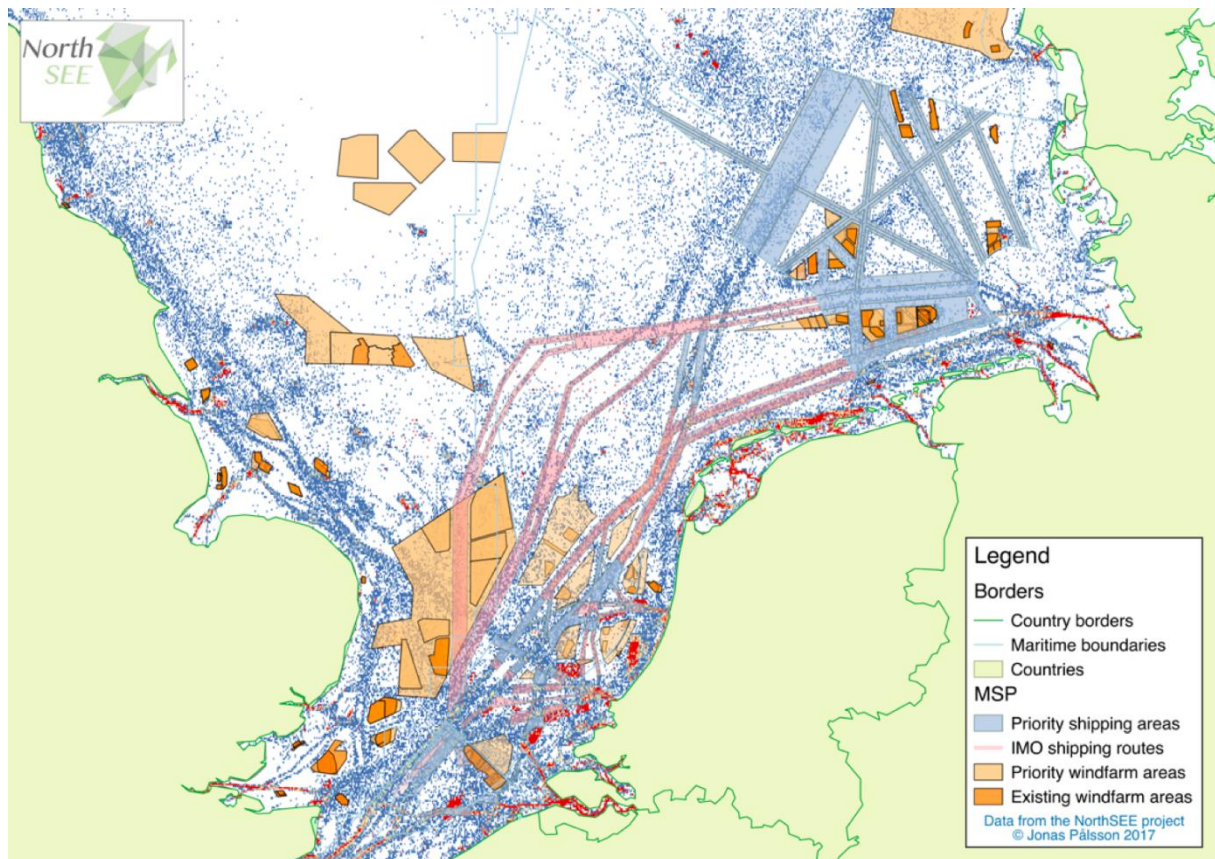 North
SEE
Legend
Borders
Country borders
Maritime boundaries
Countries
MSP
Priority shipping areas
IMO shipping routes
Priority windfarm areas
Existing windfarm areas
Data from the NorthSEE project
© Jonas Pålsson 2017